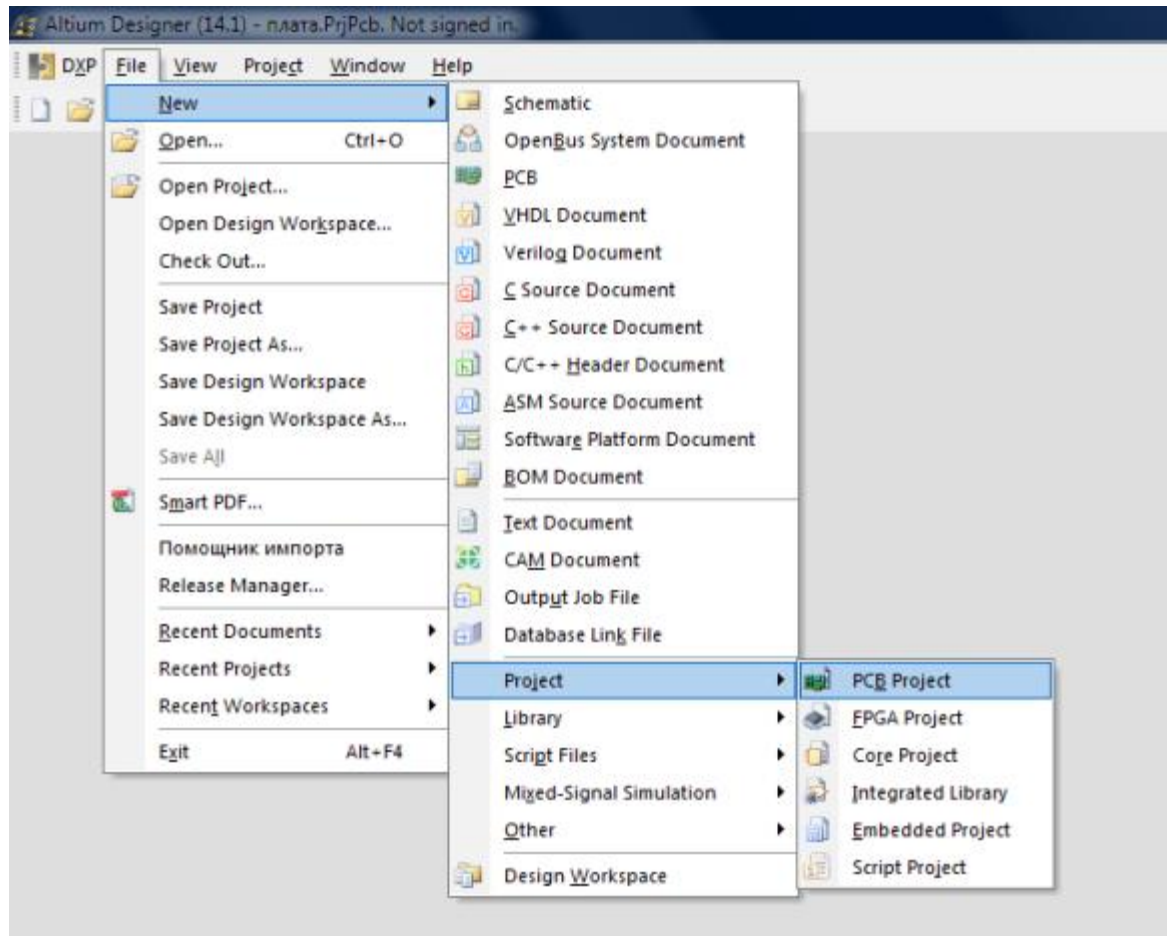 Altium Designer (14.1) - плата.PrjPcb. Not signed in.
DXP File View Project Window Help
New
Open... Ctrl+O
Open Project...
Open Design Workspace...
Check Out...
Save Project
Save Project As...
Save Design Workspace
Save Design Workspace As...
Save All
Smart PDF...
Помощник импорта
Release Manager...
Recent Documents
Recent Projects
Recent Workspaces
Exit Alt+F4
Schematic
OpenBus System Document
PCB
VHDL Document
Verilog Document
C Source Document
C++ Source Document
C/C++ Header Document
ASM Source Document
Software Platform Document
BOM Document
Text Document
CAM Document
Output Job File
Database Link File
Project
Library
Script Files
Mixed-Signal Simulation
Other
Design Workspace
PCB Project
FPGA Project
Core Project
Integrated Library
Embedded Project
Script Project